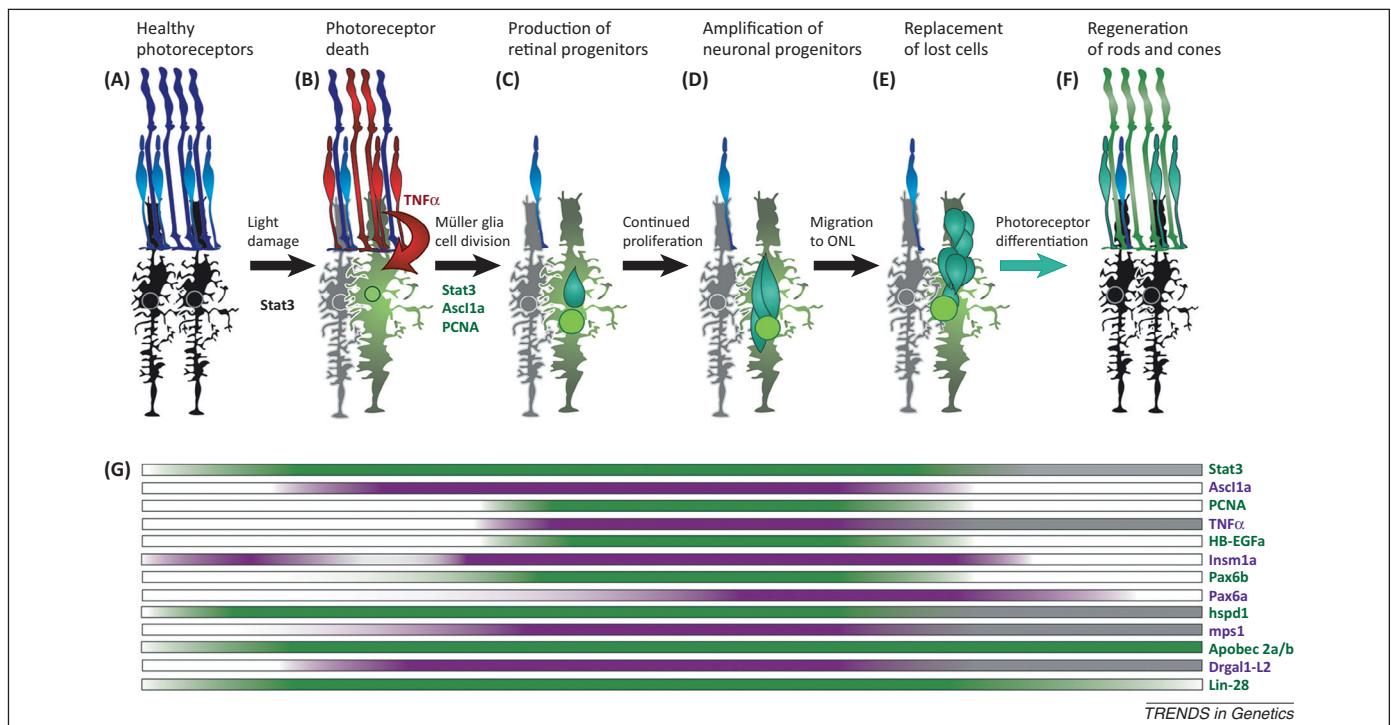 Healthy
photoreceptors
Photoreceptor
death
Production of
retinal progenitors
Amplification of
neuronal progenitors
Replacement
of lost cells
Regeneration
of rods and cones
(A)
(B)
(C)
(D)
(E)
(F)
TNFα
Light
damage
Stat3
Müller glia
cell division
Stat3
Ascl1a
PCNA
Continued
proliferation
Migration
to ONL
Photoreceptor
differentiation
(G)
Stat3
Ascl1a
PCNA
TNFα
HB-EGFa
Insm1a
Pax6b
Pax6a
hspd1
mps1
Apobec 2a/b
Drgal1-L2
Lin-28
TRENDS in Genetics